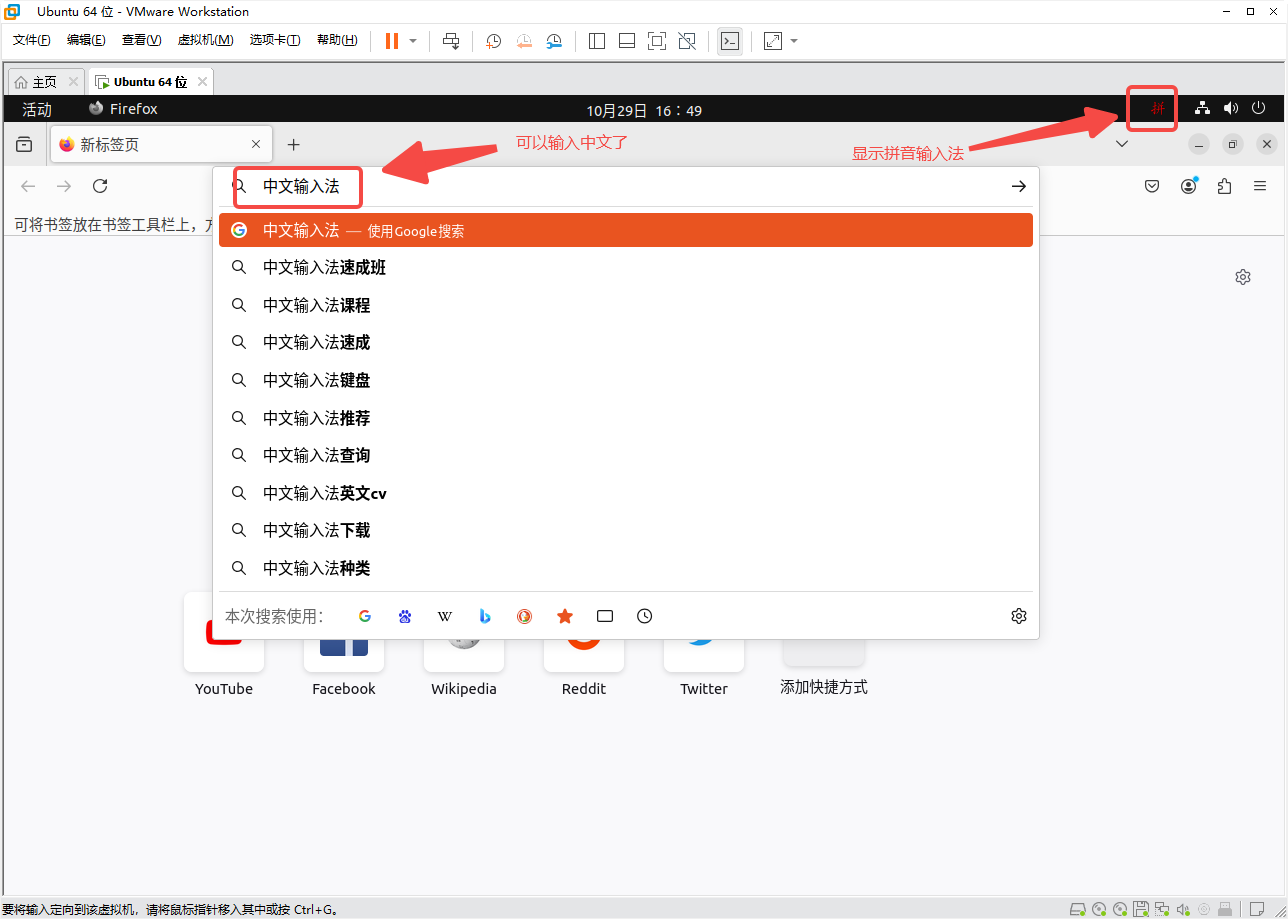 Ubuntu 64 位 - VMware Workstation
文件(F) 编辑(E) 查看(V) 虚拟机(M) 选项卡(T) 帮助(H)
主页 Ubuntu 64 位
活动 Firefox 10月29日 16:49 拼
新标签页
可以输入中文了
显示拼音输入法
中文输入法
可将书签放在书签工具栏上，方
中文输入法 — 使用Google搜索
中文输入法速成班
中文输入法课程
中文输入法速成
中文输入法键盘
中文输入法推荐
中文输入法查询
中文输入法英文cv
中文输入法下载
中文输入法种类
本次搜索使用： W
YouTube Facebook Wikipedia Reddit Twitter 添加快捷方式
要将输入定向到该虚拟机，请将鼠标指针移入其中或按 Ctrl+G。